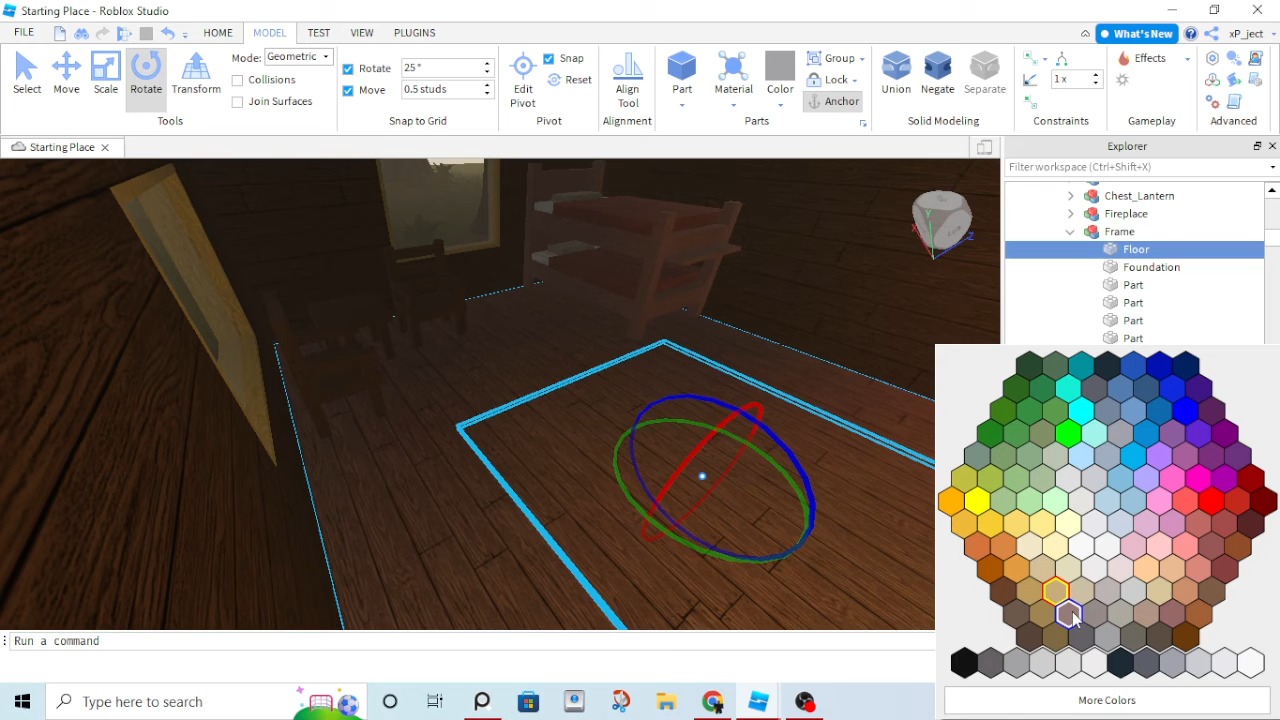 Starting Place - Roblox Studio
FILE HOME MODEL TEST VIEW PLUGINS What's New xP_ject
Select Move Scale Rotate Transform
Mode: Geometric
Collisions
Join Surfaces
Tools
Rotate 25°
Move 0.5 studs
Snap to Grid
Edit Pivot
Snap
Reset
Pivot
Align Tool
Alignment
Part Material Color
Group
Lock
Anchor
Parts
Union Negate Separate
Solid Modeling
1 x
Constraints
Effects
Gameplay
Advanced
Starting Place
Explorer
Filter workspace (Ctrl+Shift+X)
Chest_Lantern
Fireplace
Frame
Floor
Foundation
Part
Part
Part
Part
Y
X
Z
Run a command
More Colors
Type here to search